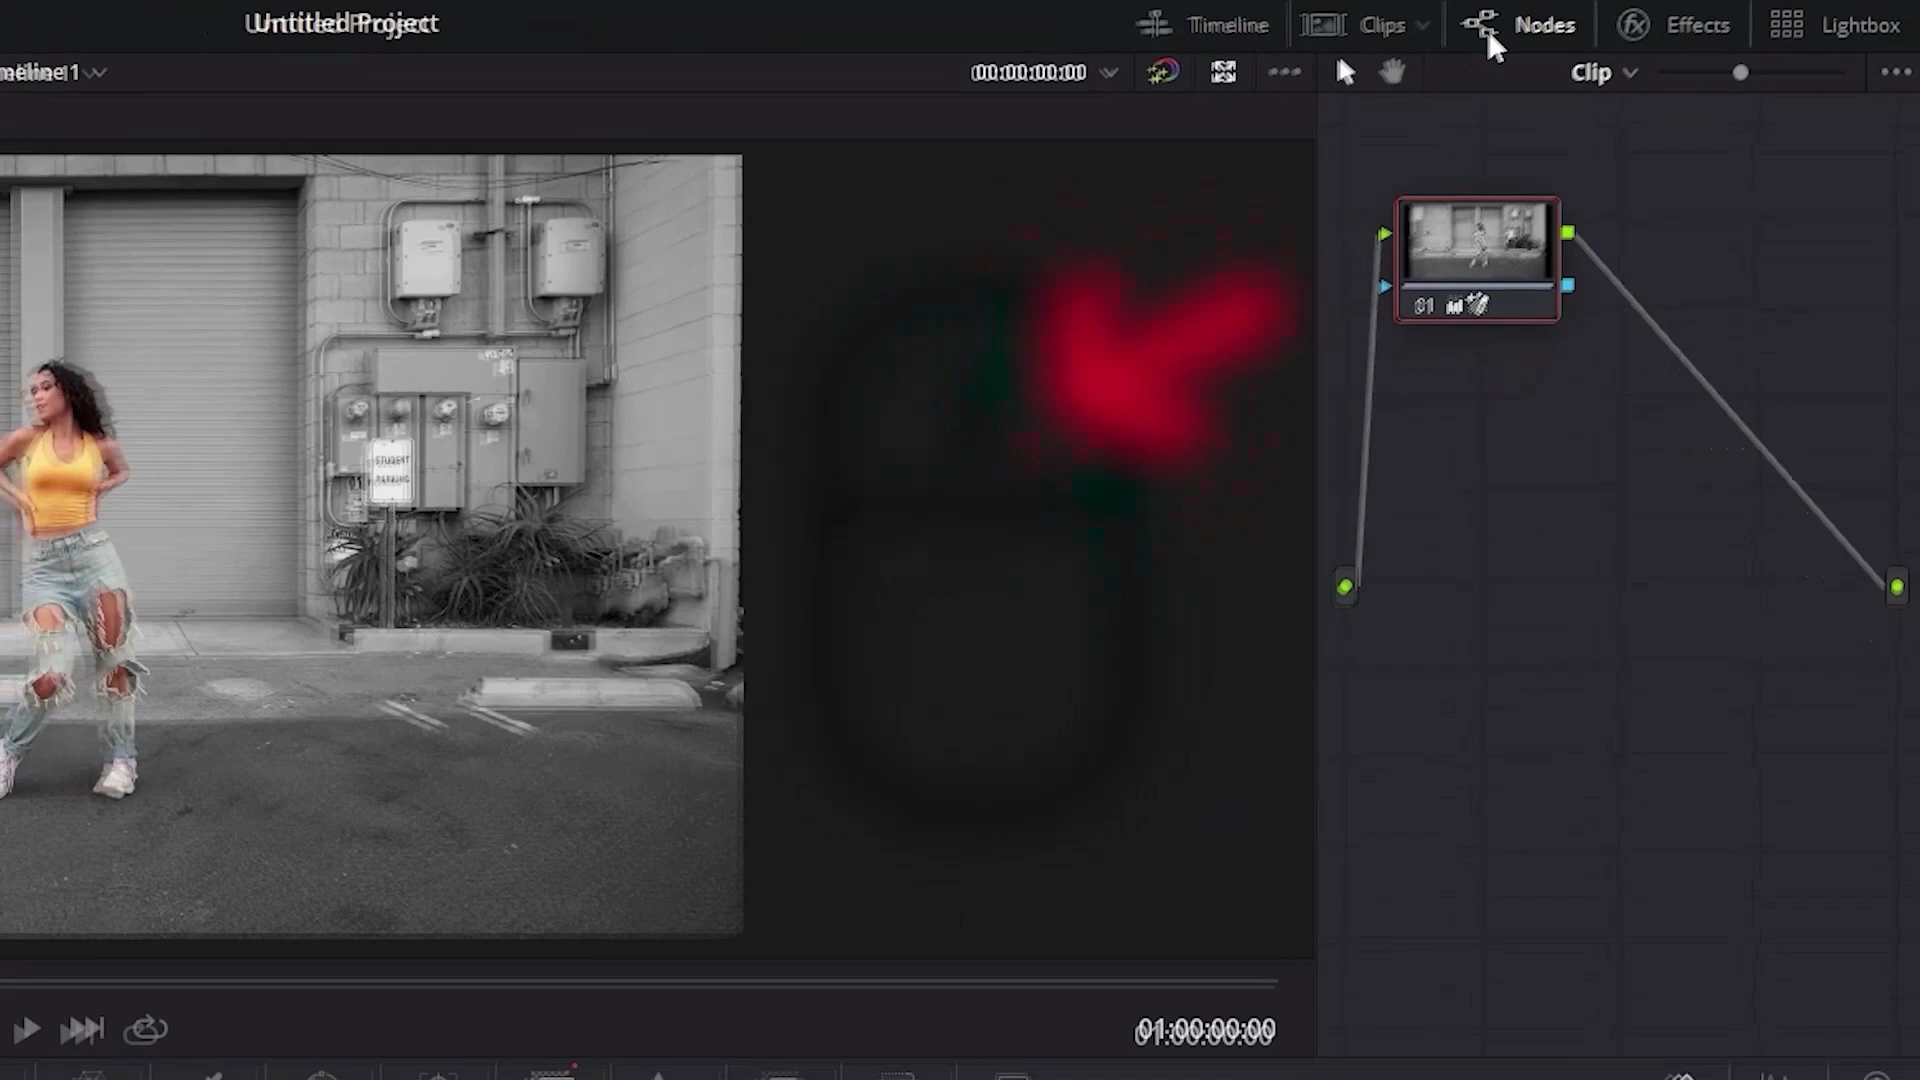 Untitled Project
Timeline
Clips
Nodes
Effects
Lightbox
meline 1
00:00:00:00
Clip
01
STUDENT
PARKING
01:00:00:00